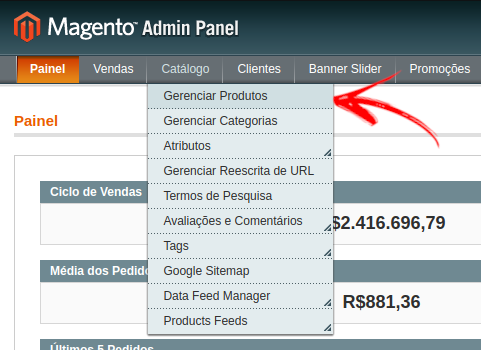 Magento™ Admin Panel
Painel Vendas Catálogo Clientes Banner Slider Promoções
Gerenciar Produtos
Gerenciar Categorias
Painel
Atributos
Gerenciar Reescrita de URL
Ciclo de Vendas
Termos de Pesquisa
Avaliações e Comentários
$2.416.696,79
Tags
Média dos Pedido
Google Sitemap
Data Feed Manager
R$881,36
Products Feeds
Últimos 5 Pedidos